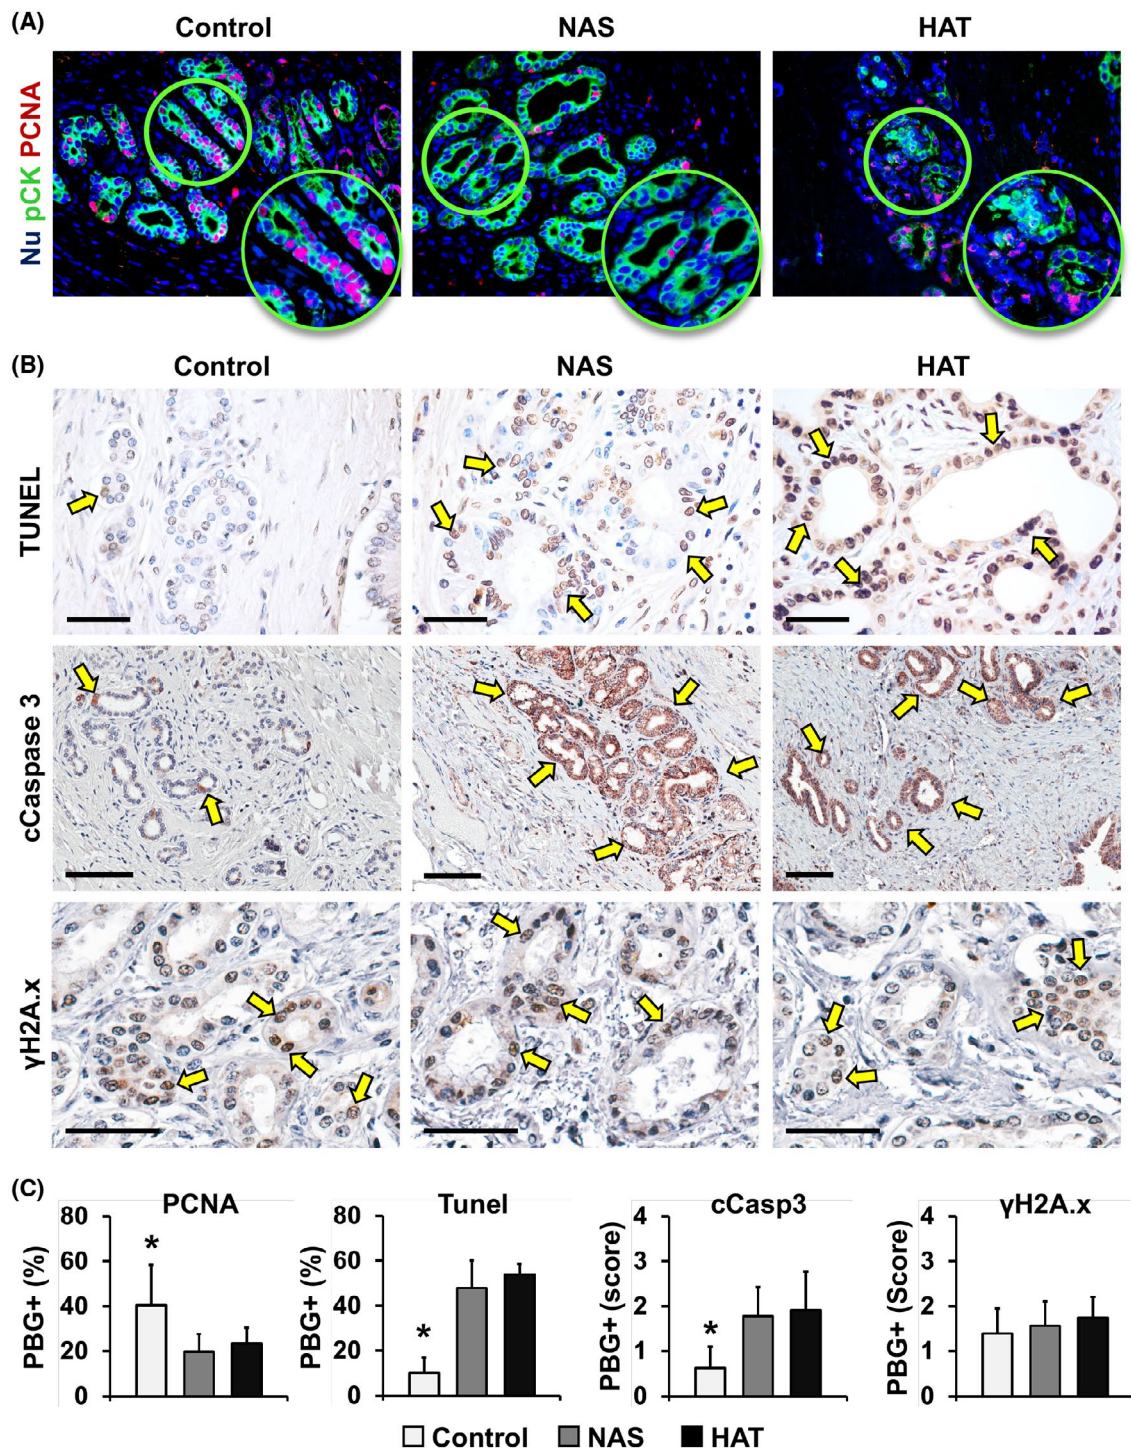 (A)
Control NAS HAT
Nu pCK PCNA
(B)
Control NAS HAT
TUNEL
cCaspase 3
γH2A.x
(C)
PCNA
PBG+ (%)
80
60
40
20
0
*
Tunel
PBG+ (%)
80
60
40
20
0
*
cCasp3
PBG+ (score)
4
3
2
1
0
*
γH2A.x
PBG+ (Score)
4
3
2
1
0
Control NAS HAT